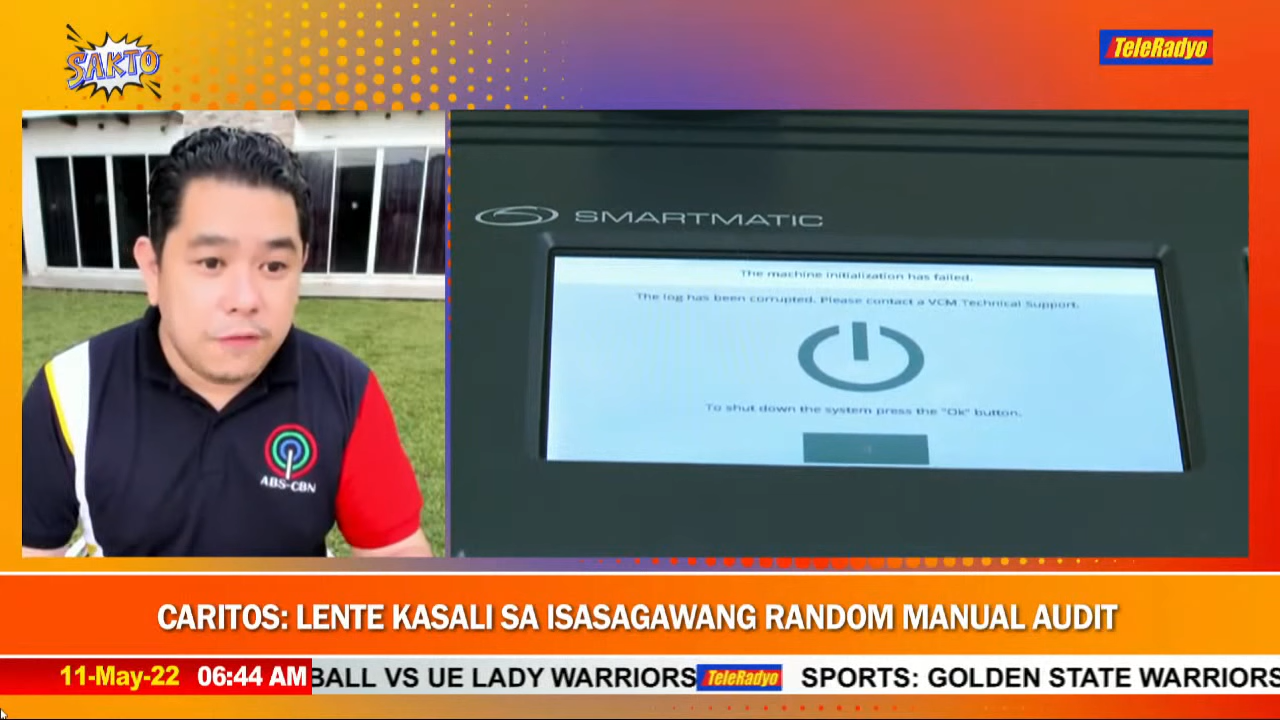 SAKTO
TeleRadyo
SMARTMATIC
The machine initialization has failed.
The log has been corrupted. Please contact a VCM Technical Support.
To shut down the system press the "Ok" button.
ABS-CBN
CARITOS: LENTE KASALI SA ISASAGAWANG RANDOM MANUAL AUDIT
11-May-22 06:44 AM BALL VS UE LADY WARRIORS TeleRadyo SPORTS: GOLDEN STATE WARRIORS